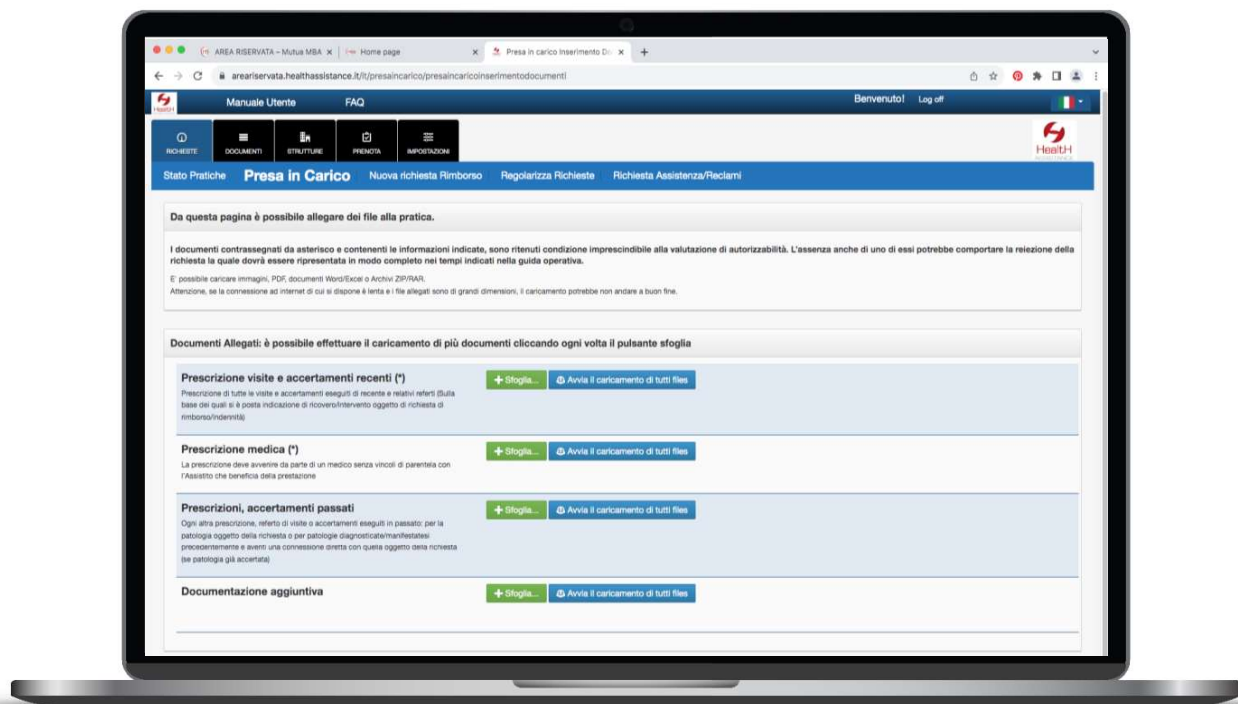 AREA RISERVATA – Mutua MBA
Home page
Presa in carico Inserimento Do
areariservata.healthassistance.it/it/presaincarico/presaincaricoinserimentodocumenti
Manuale Utente
FAQ
Benvenuto!
Log off
RICHIESTE
DOCUMENTI
STRUTTURE
PRENOTA
IMPOSTAZIONI
HealtH
Stato Pratiche
Presa in Carico
Nuova richiesta Rimborso
Regolarizza Richieste
Richiesta Assistenza/Reclami
Da questa pagina è possibile allegare dei file alla pratica.
I documenti contrassegnati da asterisco e contenenti le informazioni indicate, sono ritenuti condizione imprescindibile alla valutazione di autorizzabilità. L'assenza anche di uno di essi potrebbe comportare la reiezione della
richiesta la quale dovrà essere ripresentata in modo completo nei tempi indicati nella guida operativa.
E' possibile caricare immagini, PDF, documenti Word/Excel o Archivi ZIP/RAR.
Attenzione, se la connessione ad internet di cui si dispone è lenta e i file allegati sono di grandi dimensioni, il caricamento potrebbe non andare a buon fine.
Documenti Allegati: è possibile effettuare il caricamento di più documenti cliccando ogni volta il pulsante sfoglia
Prescrizione visite e accertamenti recenti (*)
Prescrizione di tutte le visite e accertamenti eseguiti di recente e relativi referti (Sulla
base dei quali si è posta indicazione di ricovero/intervento oggetto di richiesta di
rimborso/indennità)
+ Sfoglia...
Avvia il caricamento di tutti files
Prescrizione medica (*)
La prescrizione deve avvenire da parte di un medico senza vincoli di parentela con
l'Assistito che beneficia della prestazione
+ Sfoglia...
Avvia il caricamento di tutti files
Prescrizioni, accertamenti passati
Ogni altra prescrizione, referto di visite o accertamenti eseguiti in passato: per la
patologia oggetto della richiesta o per patologie diagnosticate/manifestatesi
precedentemente e aventi una connessione diretta con quella oggetto della richiesta
(se patologia già accertata)
+ Sfoglia...
Avvia il caricamento di tutti files
Documentazione aggiuntiva
+ Sfoglia...
Avvia il caricamento di tutti files